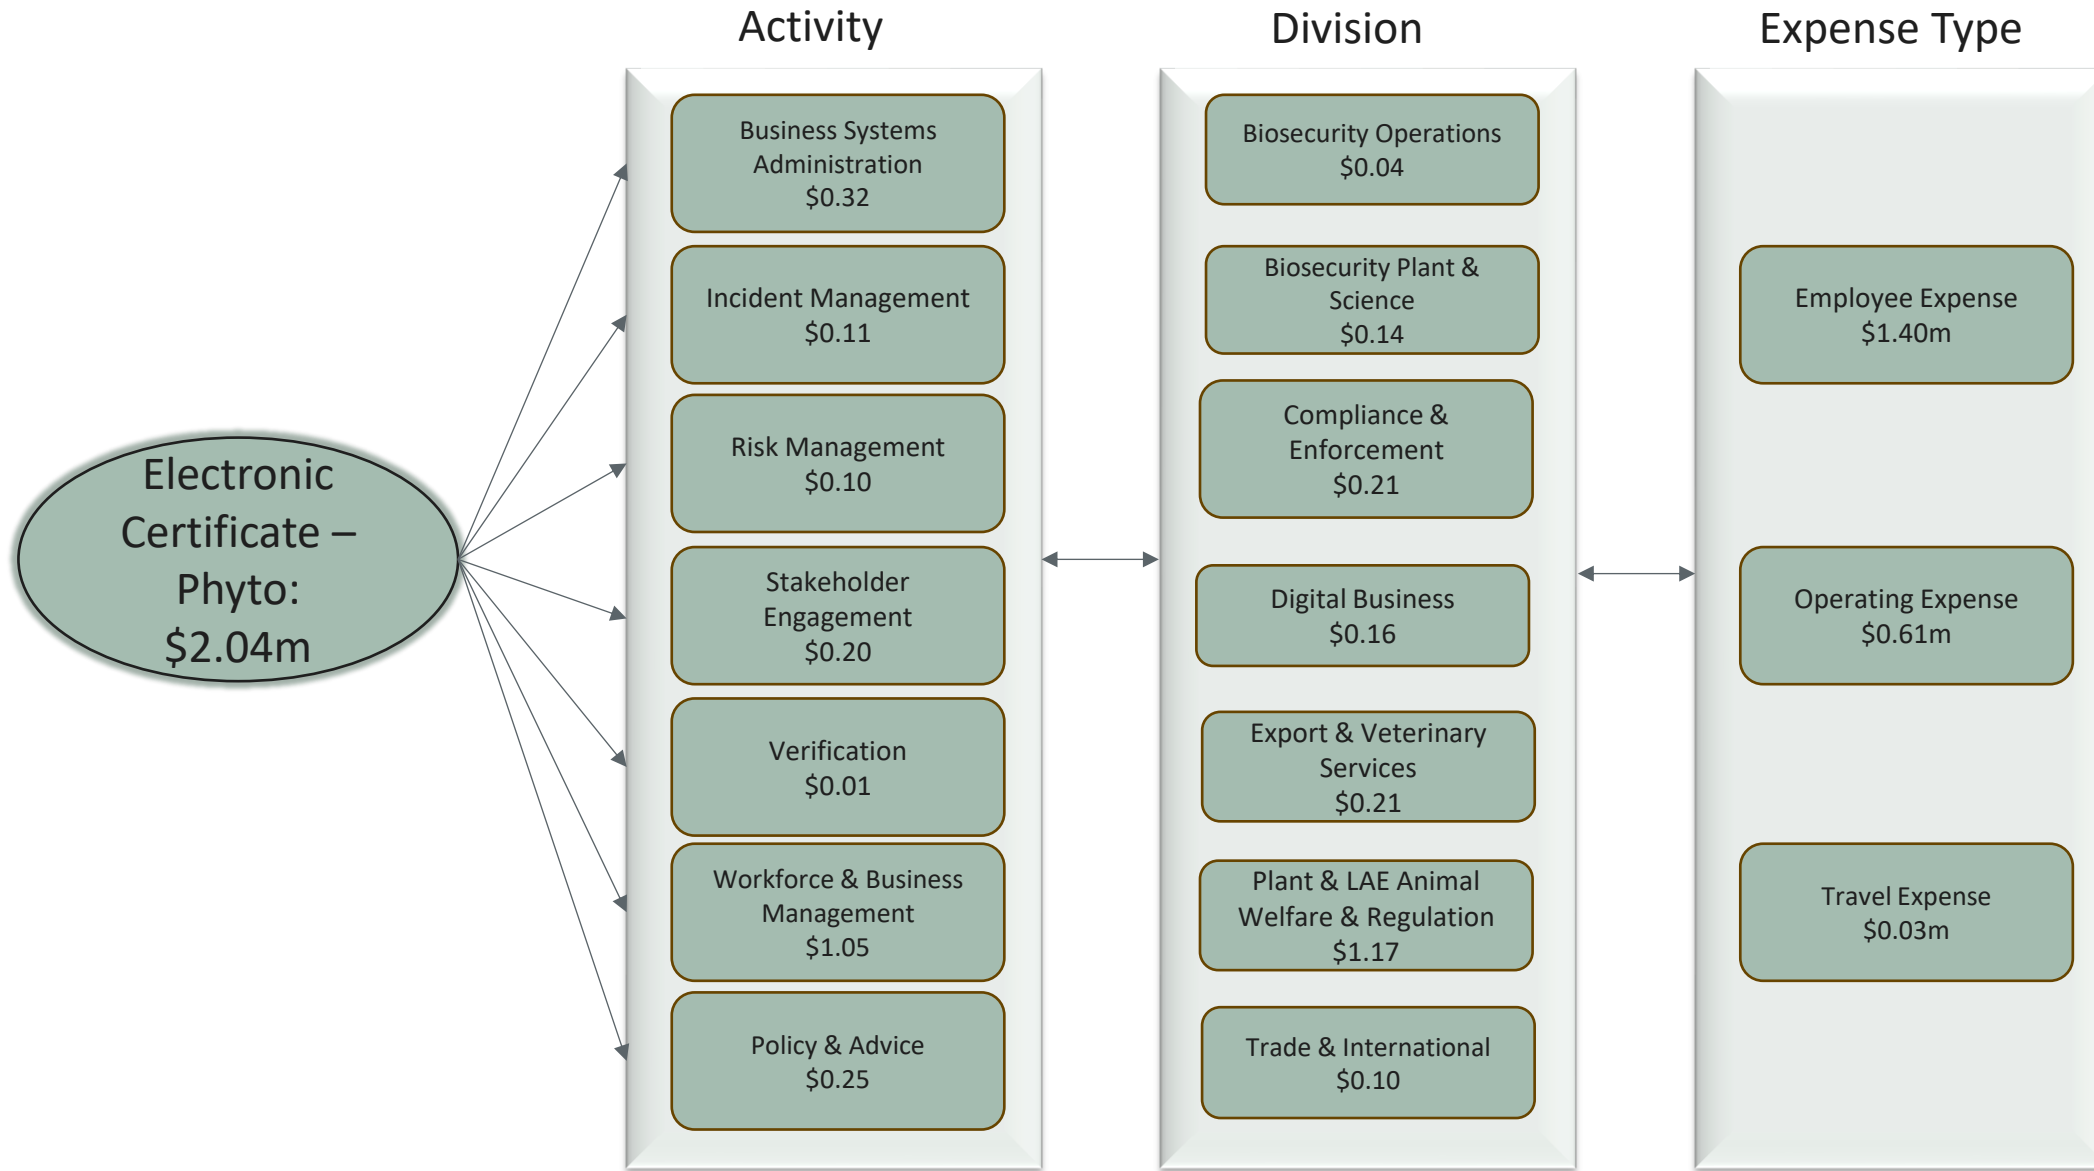 Activity
Division
Expense Type
Electronic
Certificate –
Phyto:
$2.04m
Business Systems
Administration
$0.32
Incident Management
$0.11
Risk Management
$0.10
Stakeholder
Engagement
$0.20
Verification
$0.01
Workforce & Business
Management
$1.05
Policy & Advice
$0.25
Biosecurity Operations
$0.04
Biosecurity Plant &
Science
$0.14
Compliance &
Enforcement
$0.21
Digital Business
$0.16
Export & Veterinary
Services
$0.21
Plant & LAE Animal
Welfare & Regulation
$1.17
Trade & International
$0.10
Employee Expense
$1.40m
Operating Expense
$0.61m
Travel Expense
$0.03m